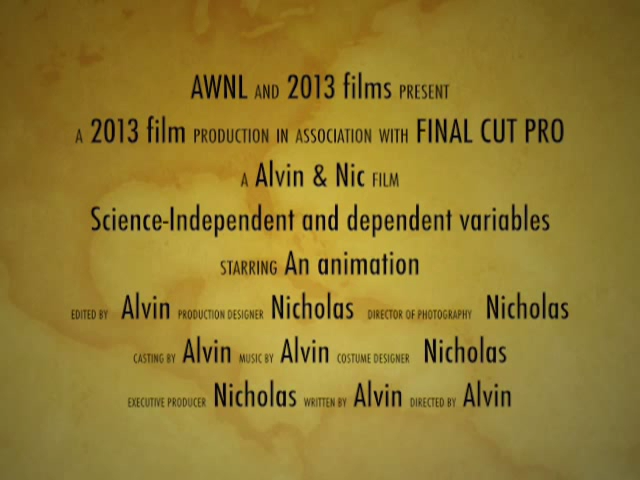 AWNL AND 2013 films PRESENT
A 2013 film PRODUCTION IN ASSOCIATION WITH FINAL CUT PRO
A Alvin & Nic FILM
Science-Independent and dependent variables
STARRING An animation
EDITED BY Alvin PRODUCTION DESIGNER Nicholas DIRECTOR OF PHOTOGRAPHY Nicholas
CASTING BY Alvin MUSIC BY Alvin COSTUME DESIGNER Nicholas
EXECUTIVE PRODUCER Nicholas WRITTEN BY Alvin DIRECTED BY Alvin